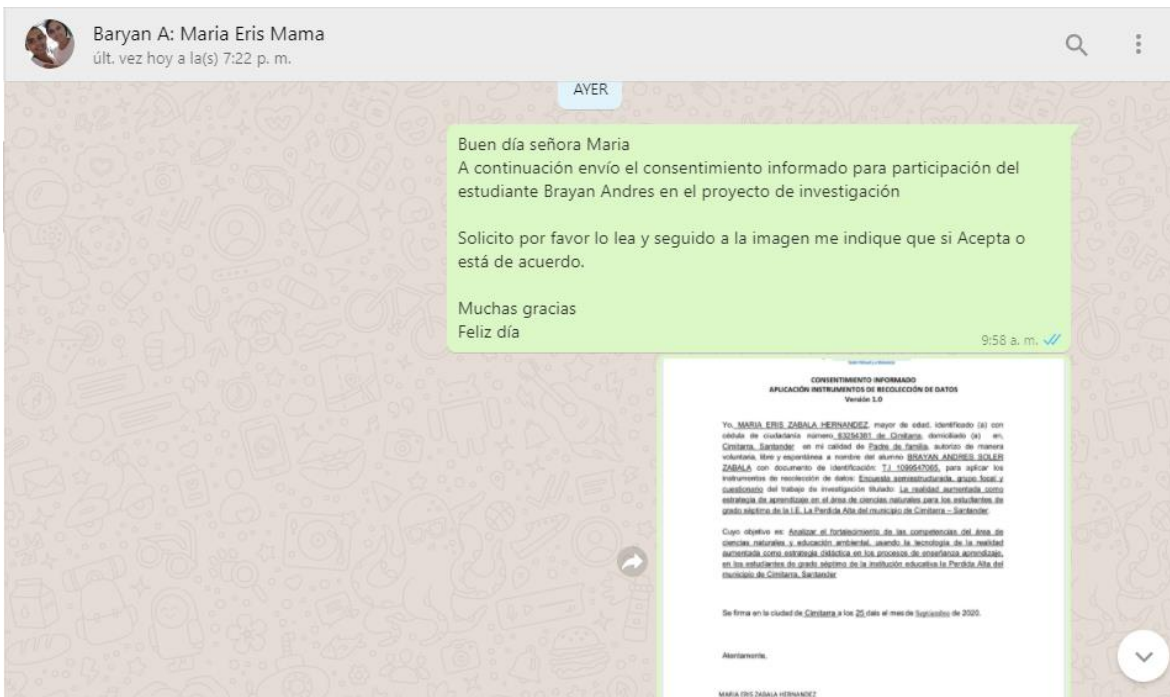 Baryan A: Maria Eris Mama
últ. vez hoy a la(s) 7:22 p. m.
AYER
Buen día señora Maria
A continuación envío el consentimiento informado para participación del
estudiante Brayan Andres en el proyecto de investigación
Solicito por favor lo lea y seguido a la imagen me indique que si Acepta o
está de acuerdo.
Muchas gracias
Feliz día
9:58 a. m.
CONSENTIMIENTO INFORMADO
APLICACIÓN INSTRUMENTOS DE RECOLECCIÓN DE DATOS
Versión 1.0
Yo, MARIA ERIS ZABALA HERNANDEZ, mayor de edad, identificado (a) con
cédula de ciudadanía número, de Cimitarra, domiciliado (a) en,
Cimitarra, Santander en mi calidad de Padre de familia, autorizo de manera
voluntaria, libre y espontánea a nombre del alumno BRAYAN ANDRES SOLER
ZABALA con documento de identificación: para aplicar los
instrumentos de recolección de datos: Encuesta semiestructurada, grupo focal y
cuestionario del trabajo de investigación titulado: La realidad aumentada como
estrategia de aprendizaje en el área de ciencias naturales para los estudiantes de
grado séptimo de la I.E. La Perdida Alta del municipio de Cimitarra – Santander
Cuyo objetivo es: Analizar el fortalecimiento de las competencias del área de
ciencias naturales y educación ambiental, usando la tecnología de la realidad
aumentada como estrategia didáctica en los procesos de enseñanza aprendizaje,
en los estudiantes de grado séptimo de la institución educativa la Perdida Alta del
municipio de Cimitarra, Santander
Se firma en la ciudad de Cimitarra a los 25 dais el mes de Septiembre de 2020.
Atentamente,
MARIA ERIS ZABALA HERNANDEZ